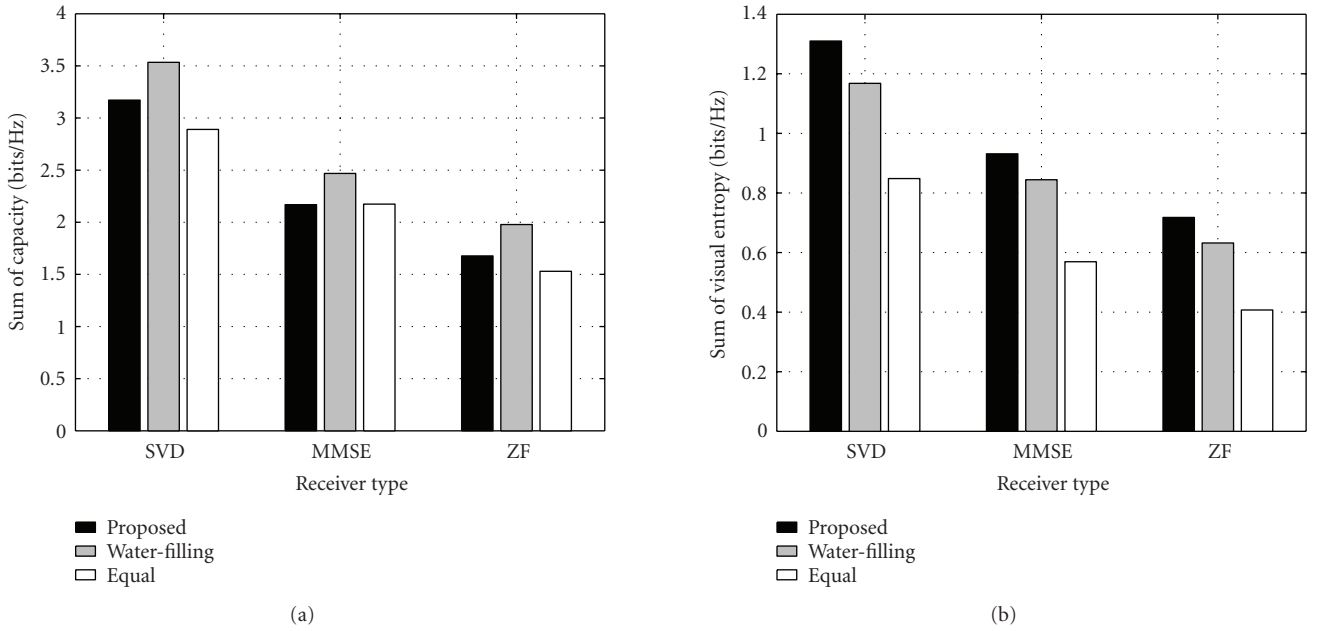 4
3.5
3
2.5
2
1.5
1
0.5
0
Sum of capacity (bits/Hz)
SVD MMSE ZF
Receiver type
Proposed
Water-filling
Equal
(a)
1.4
1.2
1
0.8
0.6
0.4
0.2
0
Sum of visual entropy (bits/Hz)
SVD MMSE ZF
Receiver type
Proposed
Water-filling
Equal
(b)